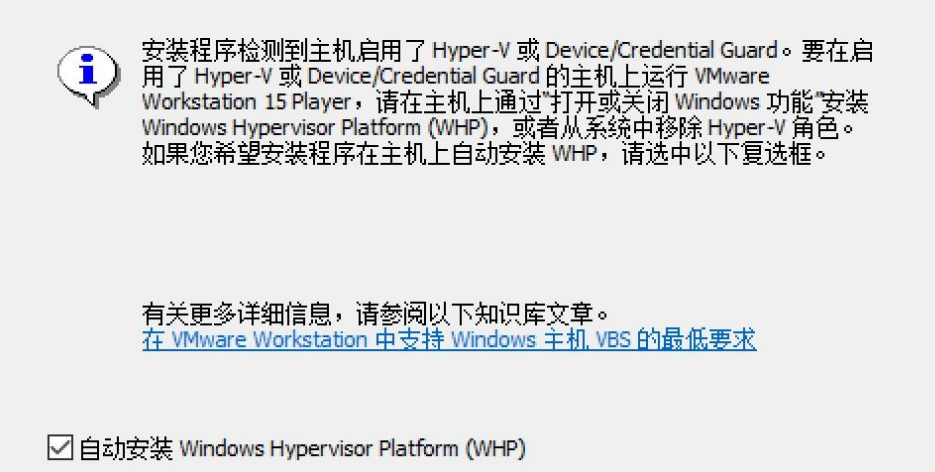 安装程序检测到主机启用了 Hyper-V 或 Device/Credential Guard。要在启
用了 Hyper-V 或 Device/Credential Guard 的主机上运行 VMware
Workstation 15 Player，请在主机上通过"打开或关闭 Windows 功能"安装
Windows Hypervisor Platform (WHP)，或者从系统中移除 Hyper-V 角色。
如果您希望安装程序在主机上自动安装 WHP，请选中以下复选框。
有关更多详细信息，请参阅以下知识库文章。
在 VMware Workstation 中支持 Windows 主机 VBS 的最低要求
自动安装 Windows Hypervisor Platform (WHP)